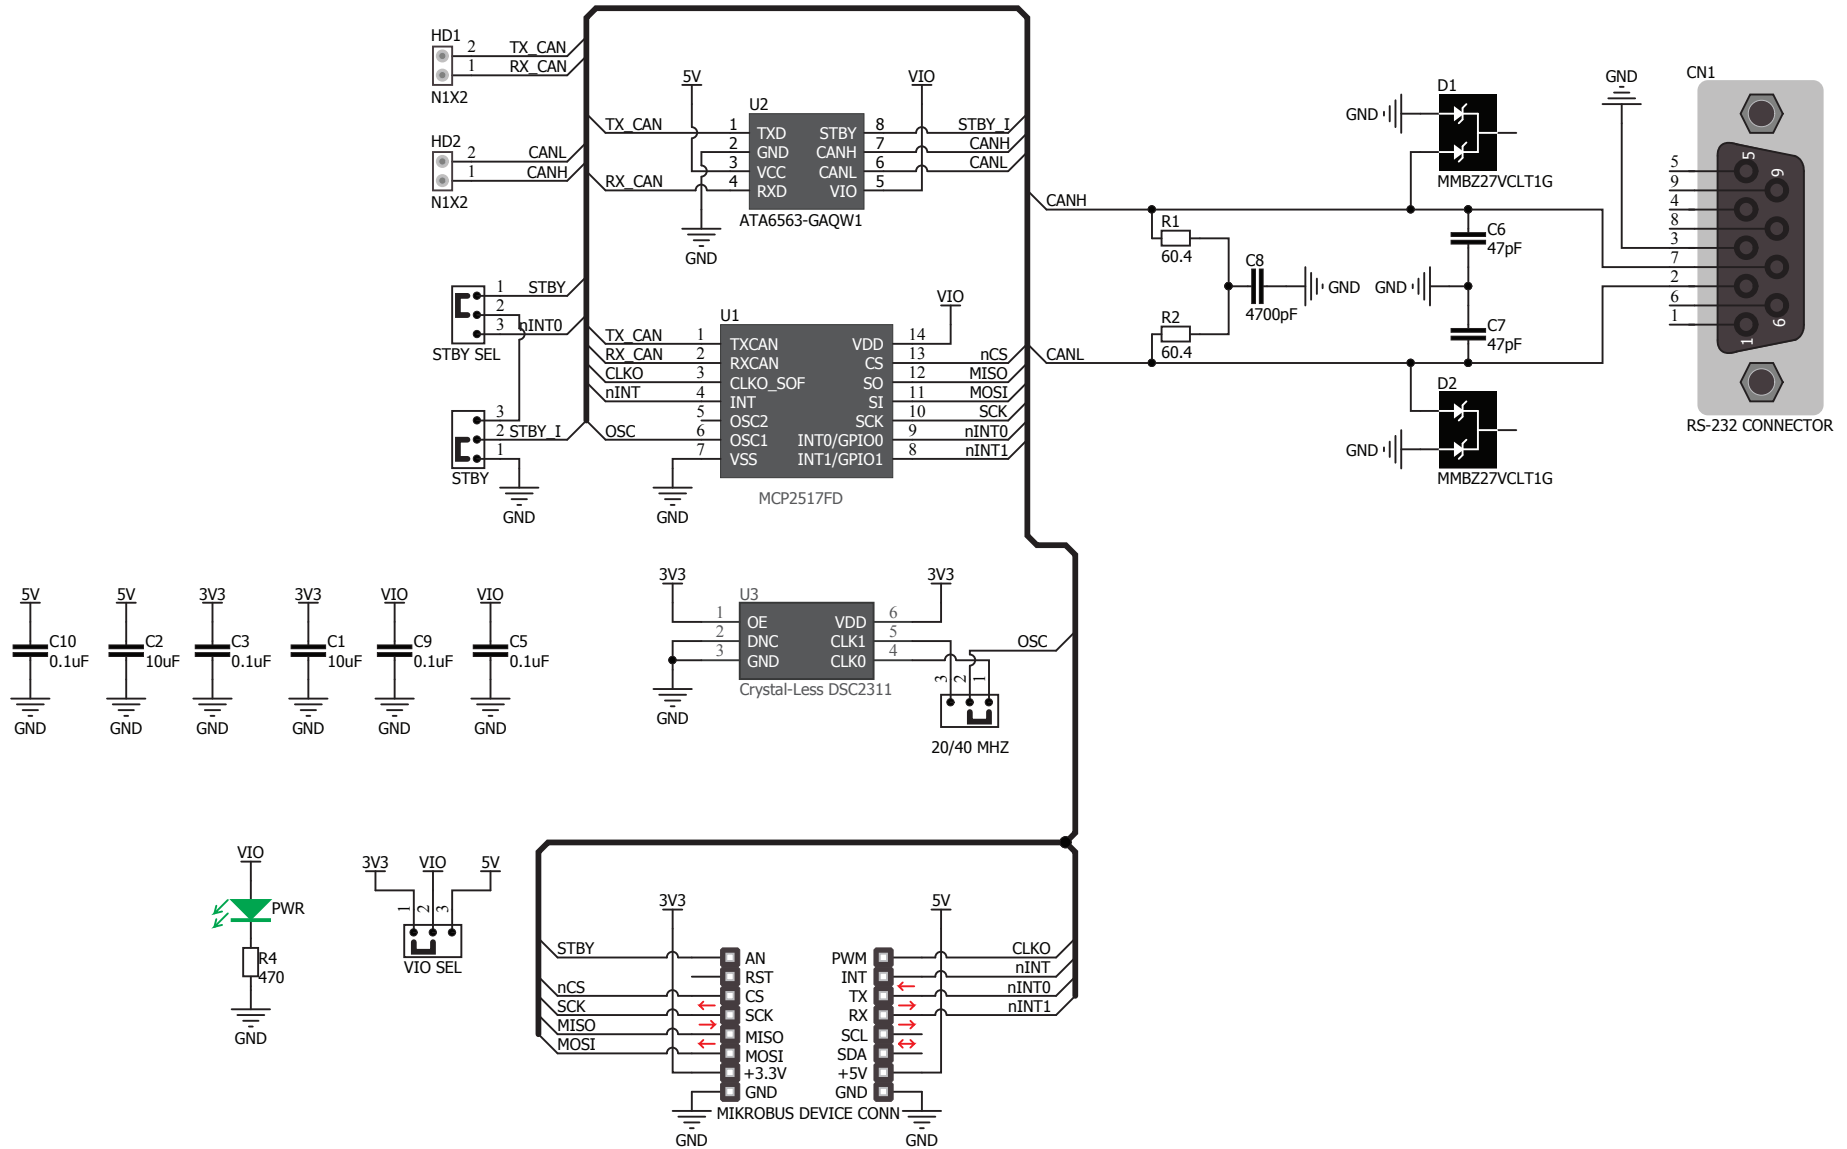 HD1
2 TX_CAN
1 RX_CAN
N1X2
HD2
2 CANL
1 CANH
N1X2
5V
VIO
U2
TX_CAN 1 TXD STBY 8 STBY_I
2 GND CANH 7 CANH
3 VCC CANL 6 CANL
RX_CAN 4 RXD VIO 5
ATA6563-GAQW1
GND
1 STBY
2
3 nINT0
STBY SEL
3
2 STBY_I
1
STBY
GND
VIO
U1
TX_CAN 1 TXCAN VDD 14
RX_CAN 2 RXCAN CS 13 nCS
CLKO 3 CLKO_SOF SO 12 MISO
nINT 4 INT SI 11 MOSI
5 OSC2 SCK 10 SCK
OSC 6 OSC1 INT0/GPIO0 9 nINT0
7 VSS INT1/GPIO1 8 nINT1
MCP2517FD
GND
CANH
CANL
R1
60.4
R2
60.4
C8
4700pF
GND
GND
C6
47pF
C7
47pF
D1
GND
MMBZ27VCLT1G
D2
GND
MMBZ27VCLT1G
GND
CN1
5
9
4
8
3
7
2
6
1
5
9
1
6
RS-232 CONNECTOR
5V
C10
0.1uF
GND
5V
C2
10uF
GND
3V3
C3
0.1uF
GND
3V3
C1
10uF
GND
VIO
C9
0.1uF
GND
VIO
C5
0.1uF
GND
3V3
3V3
U3
1 OE VDD 6
2 DNC CLK1 5
3 GND CLK0 4
Crystal-Less DSC2311
GND
OSC
3 2 1
20/40 MHZ
VIO
PWR
R4
470
GND
3V3 VIO 5V
1 2 3
VIO SEL
3V3
5V
STBY AN PWM CLKO
RST INT nINT
nCS CS TX nINT0
SCK SCK RX nINT1
MISO MISO SCL
MOSI MOSI SDA
+3.3V +5V
GND GND
MIKROBUS DEVICE CONN
GND
GND